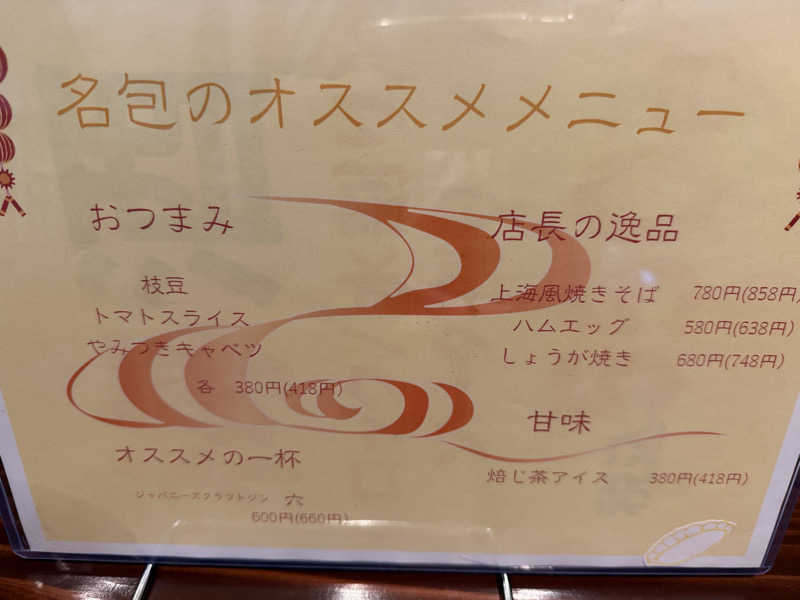 名包のオススメメニュー
おつまみ
枝豆
トマトスライス
やみつきキャベツ
各 380円(418円)
オススメの一杯
ジャパニーズクラフトジン 六
600円(660円)
店長の逸品
上海風焼きそば 780円(858円)
ハムエッグ 580円(638円)
しょうが焼き 680円(748円)
甘味
焙じ茶アイス 380円(418円)